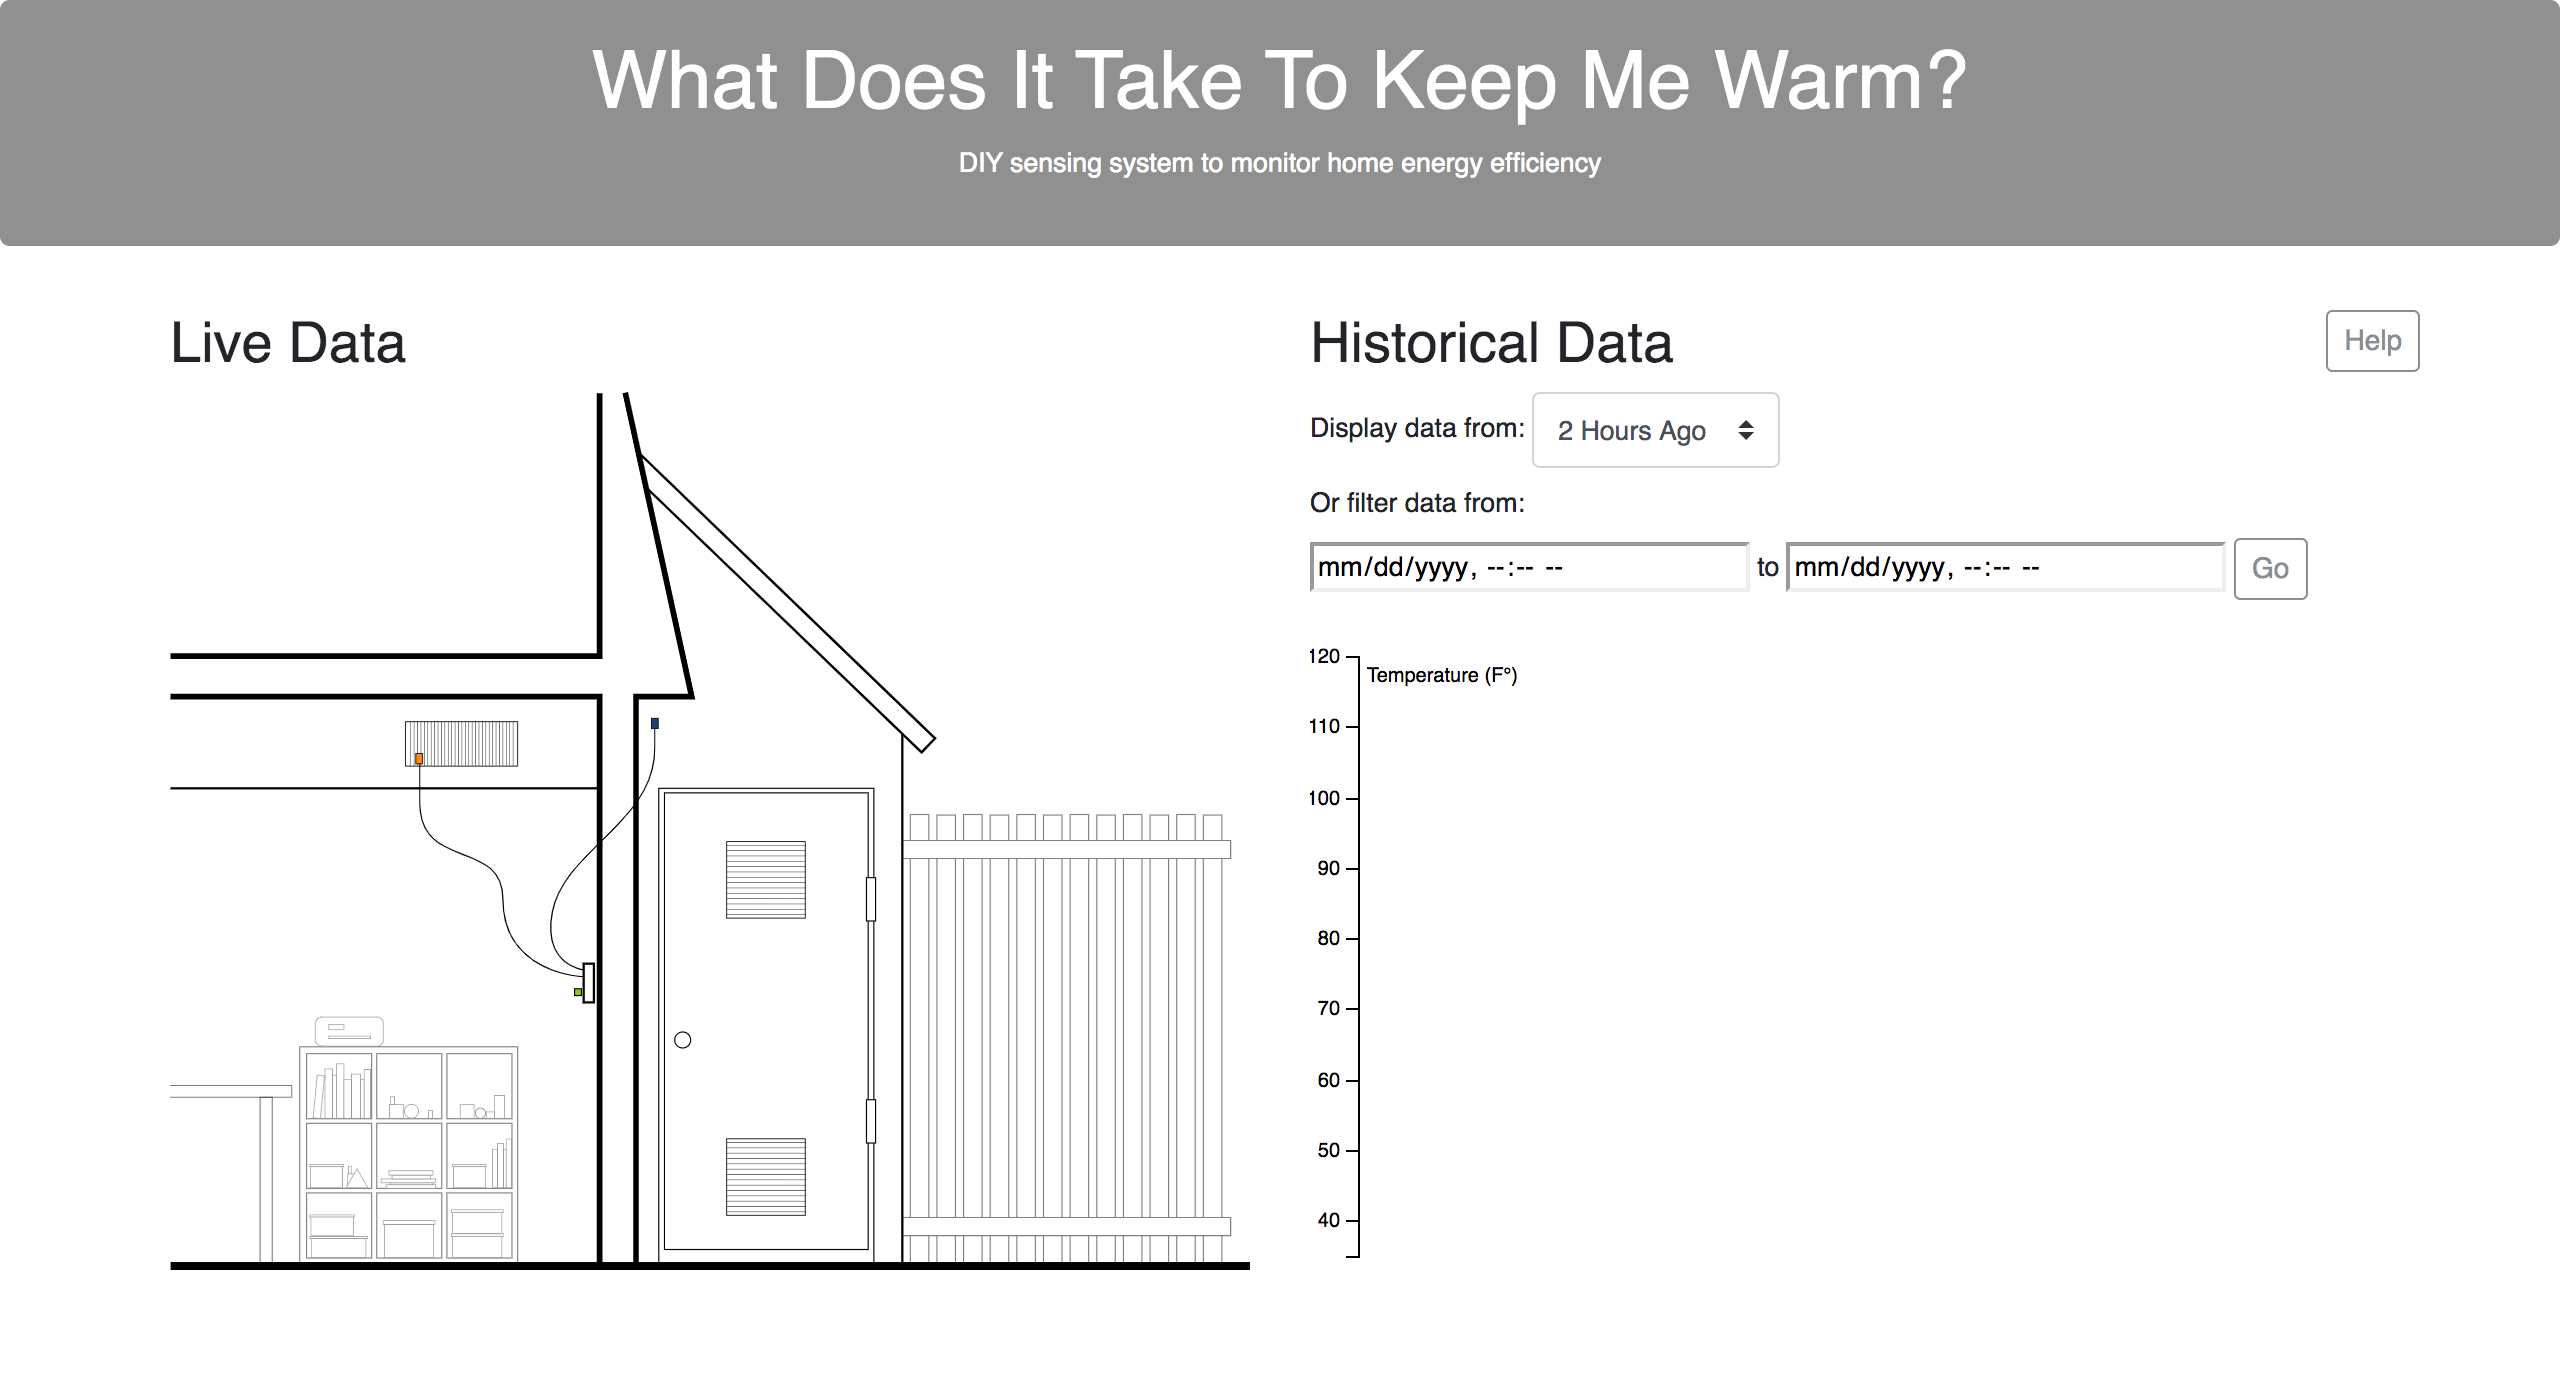 What Does It Take To Keep Me Warm?
DIY sensing system to monitor home energy efficiency
Live Data
Historical Data
Help
Display data from: 2 Hours Ago
Or filter data from:
mm/dd/yyyy, --:-- -- to mm/dd/yyyy, --:-- -- Go
120
Temperature (F°)
110
100
90
80
70
60
50
40